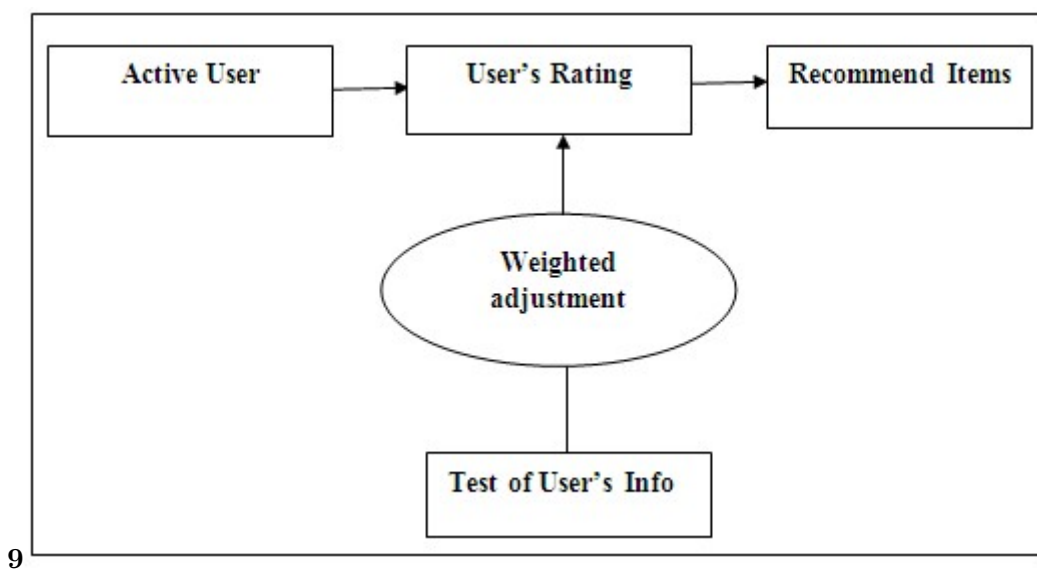 Active User
User’s Rating
Recommend Items
Weighted
adjustment
Test of User’s Info
9